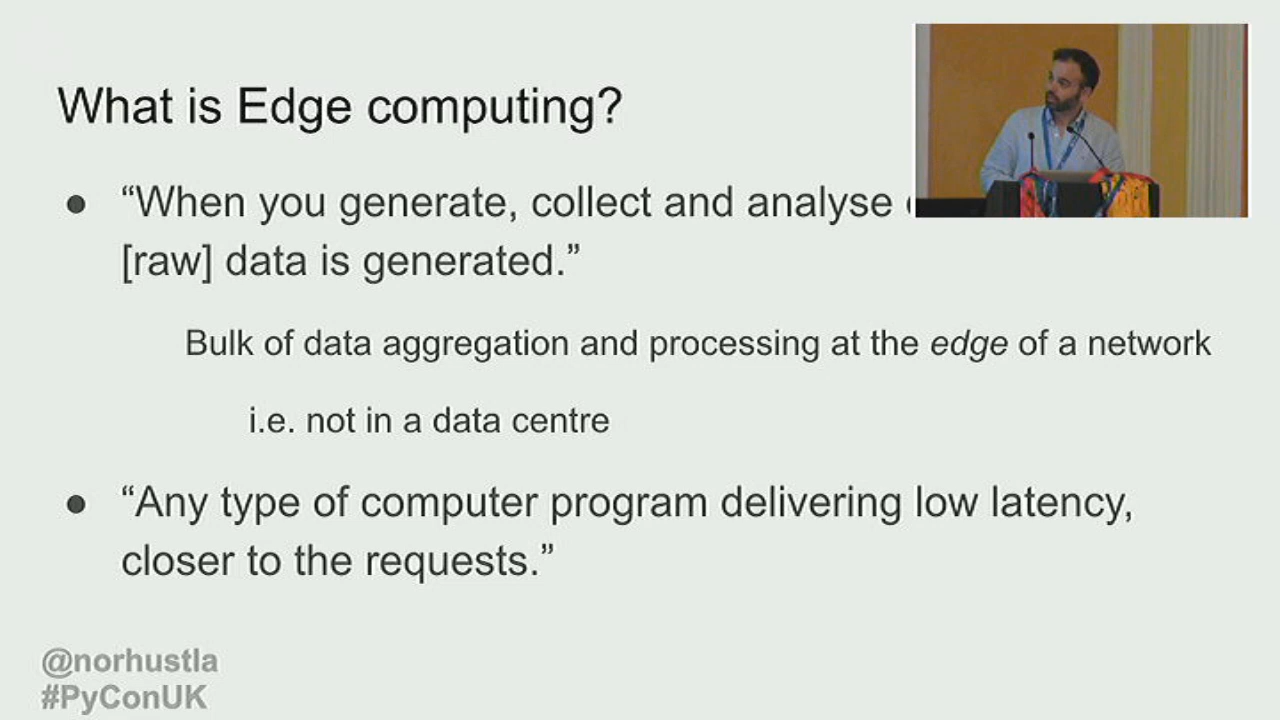 What is Edge computing?
● “When you generate, collect and analyse
[raw] data is generated.”
Bulk of data aggregation and processing at the edge of a network
i.e. not in a data centre
● “Any type of computer program delivering low latency,
closer to the requests.”
@norhustla
#PyConUK